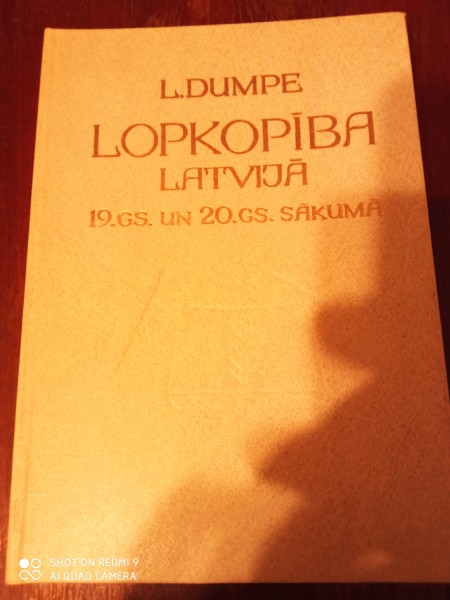 L.DUMPE
LOPKOPĪBA
LATVIJĀ
19.GS. UN 20.GS. SĀKUMĀ
SHOT ON REDMI 9
AI QUAD CAMERA